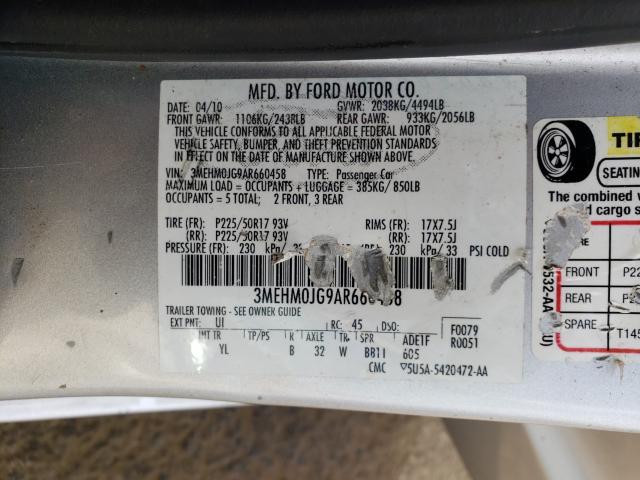 MFD. BY FORD MOTOR CO.
DATE: 04/10 GVWR: 2038KG/4494LB
FRONT GAWR: 1106KG/2438LB REAR GAWR: 933KG/2056LB
THIS VEHICLE CONFORMS TO ALL APPLICABLE FEDERAL MOTOR
VEHICLE SAFETY, BUMPER, AND THEFT PREVENTION STANDARDS
IN EFFECT ON THE DATE OF MANUFACTURE SHOWN ABOVE.
VIN: 3MEHM0JG9AR660458 TYPE: Passenger Car
MAXIMUM LOAD = OCCUPANTS + LUGGAGE = 385KG/ 850LB
OCCUPANTS = 5 TOTAL; 2 FRONT, 3 REAR
TIRE (FR): P225/50R17 93V RIMS (FR): 17X7.5J
(RR): P225/50R17 93V (RR): 17X7.5J
PRESSURE (FR): 230 kPa/ 230 kPa/ 33 PSI COLD
3MEHM0JG9AR660458
TRAILER TOWING - SEE OWNER GUIDE
EXT PNT: UI RC: 45 DSO: F0079
INT TR TP/PS R AXLE TR SPR ADE1F R0051
YL B 32 W BB11 605
CMC 5U5A-5420472-AA
TIR
SEATING
The combined
d cargo s
FRONT P22
REAR
SPARE T145